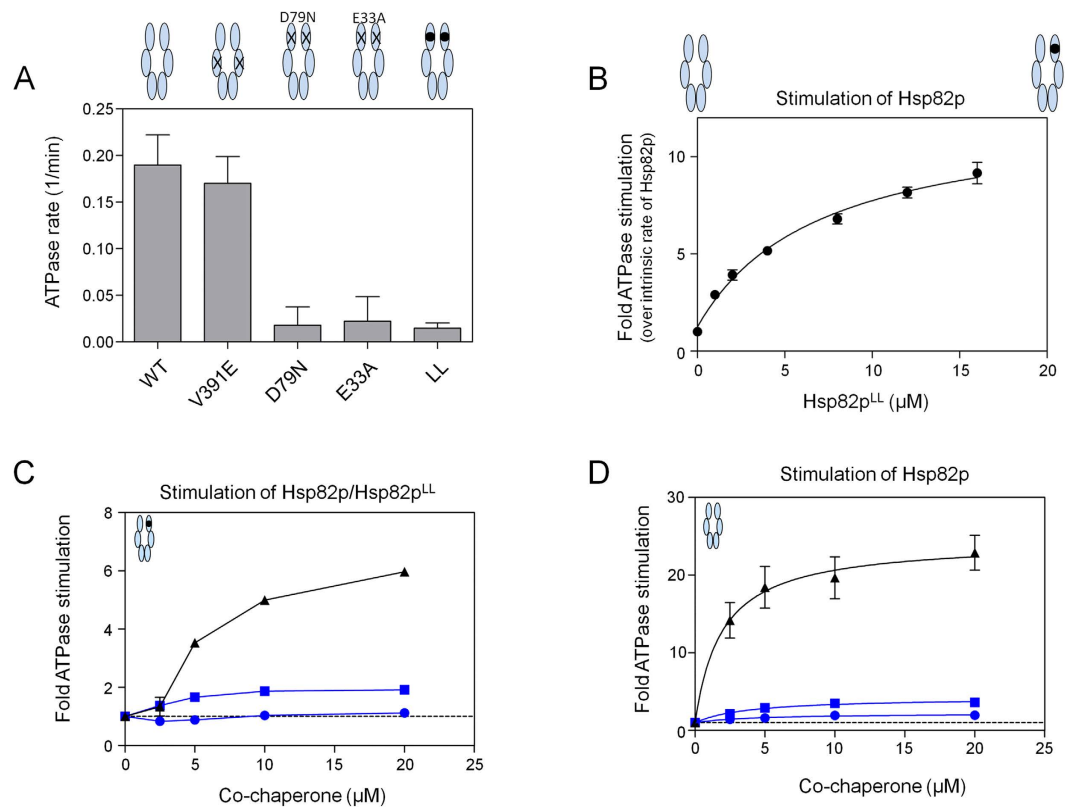 A
D79N
E33A
ATPase rate (1/min)
0.25
0.20
0.15
0.10
0.05
0.00
WT
V391E
D79N
E33A
LL
B
Stimulation of Hsp82p
Fold ATPase stimulation
(over intrinsic rate of Hsp82p)
10
5
0
0
5
10
15
20
Hsp82pᴸᴸ (µM)
C
Stimulation of Hsp82p/Hsp82pᴸᴸ
Fold ATPase stimulation
8
6
4
2
0
0
5
10
15
20
25
Co-chaperone (µM)
D
Stimulation of Hsp82p
Fold ATPase stimulation
30
20
10
0
0
5
10
15
20
25
Co-chaperone (µM)